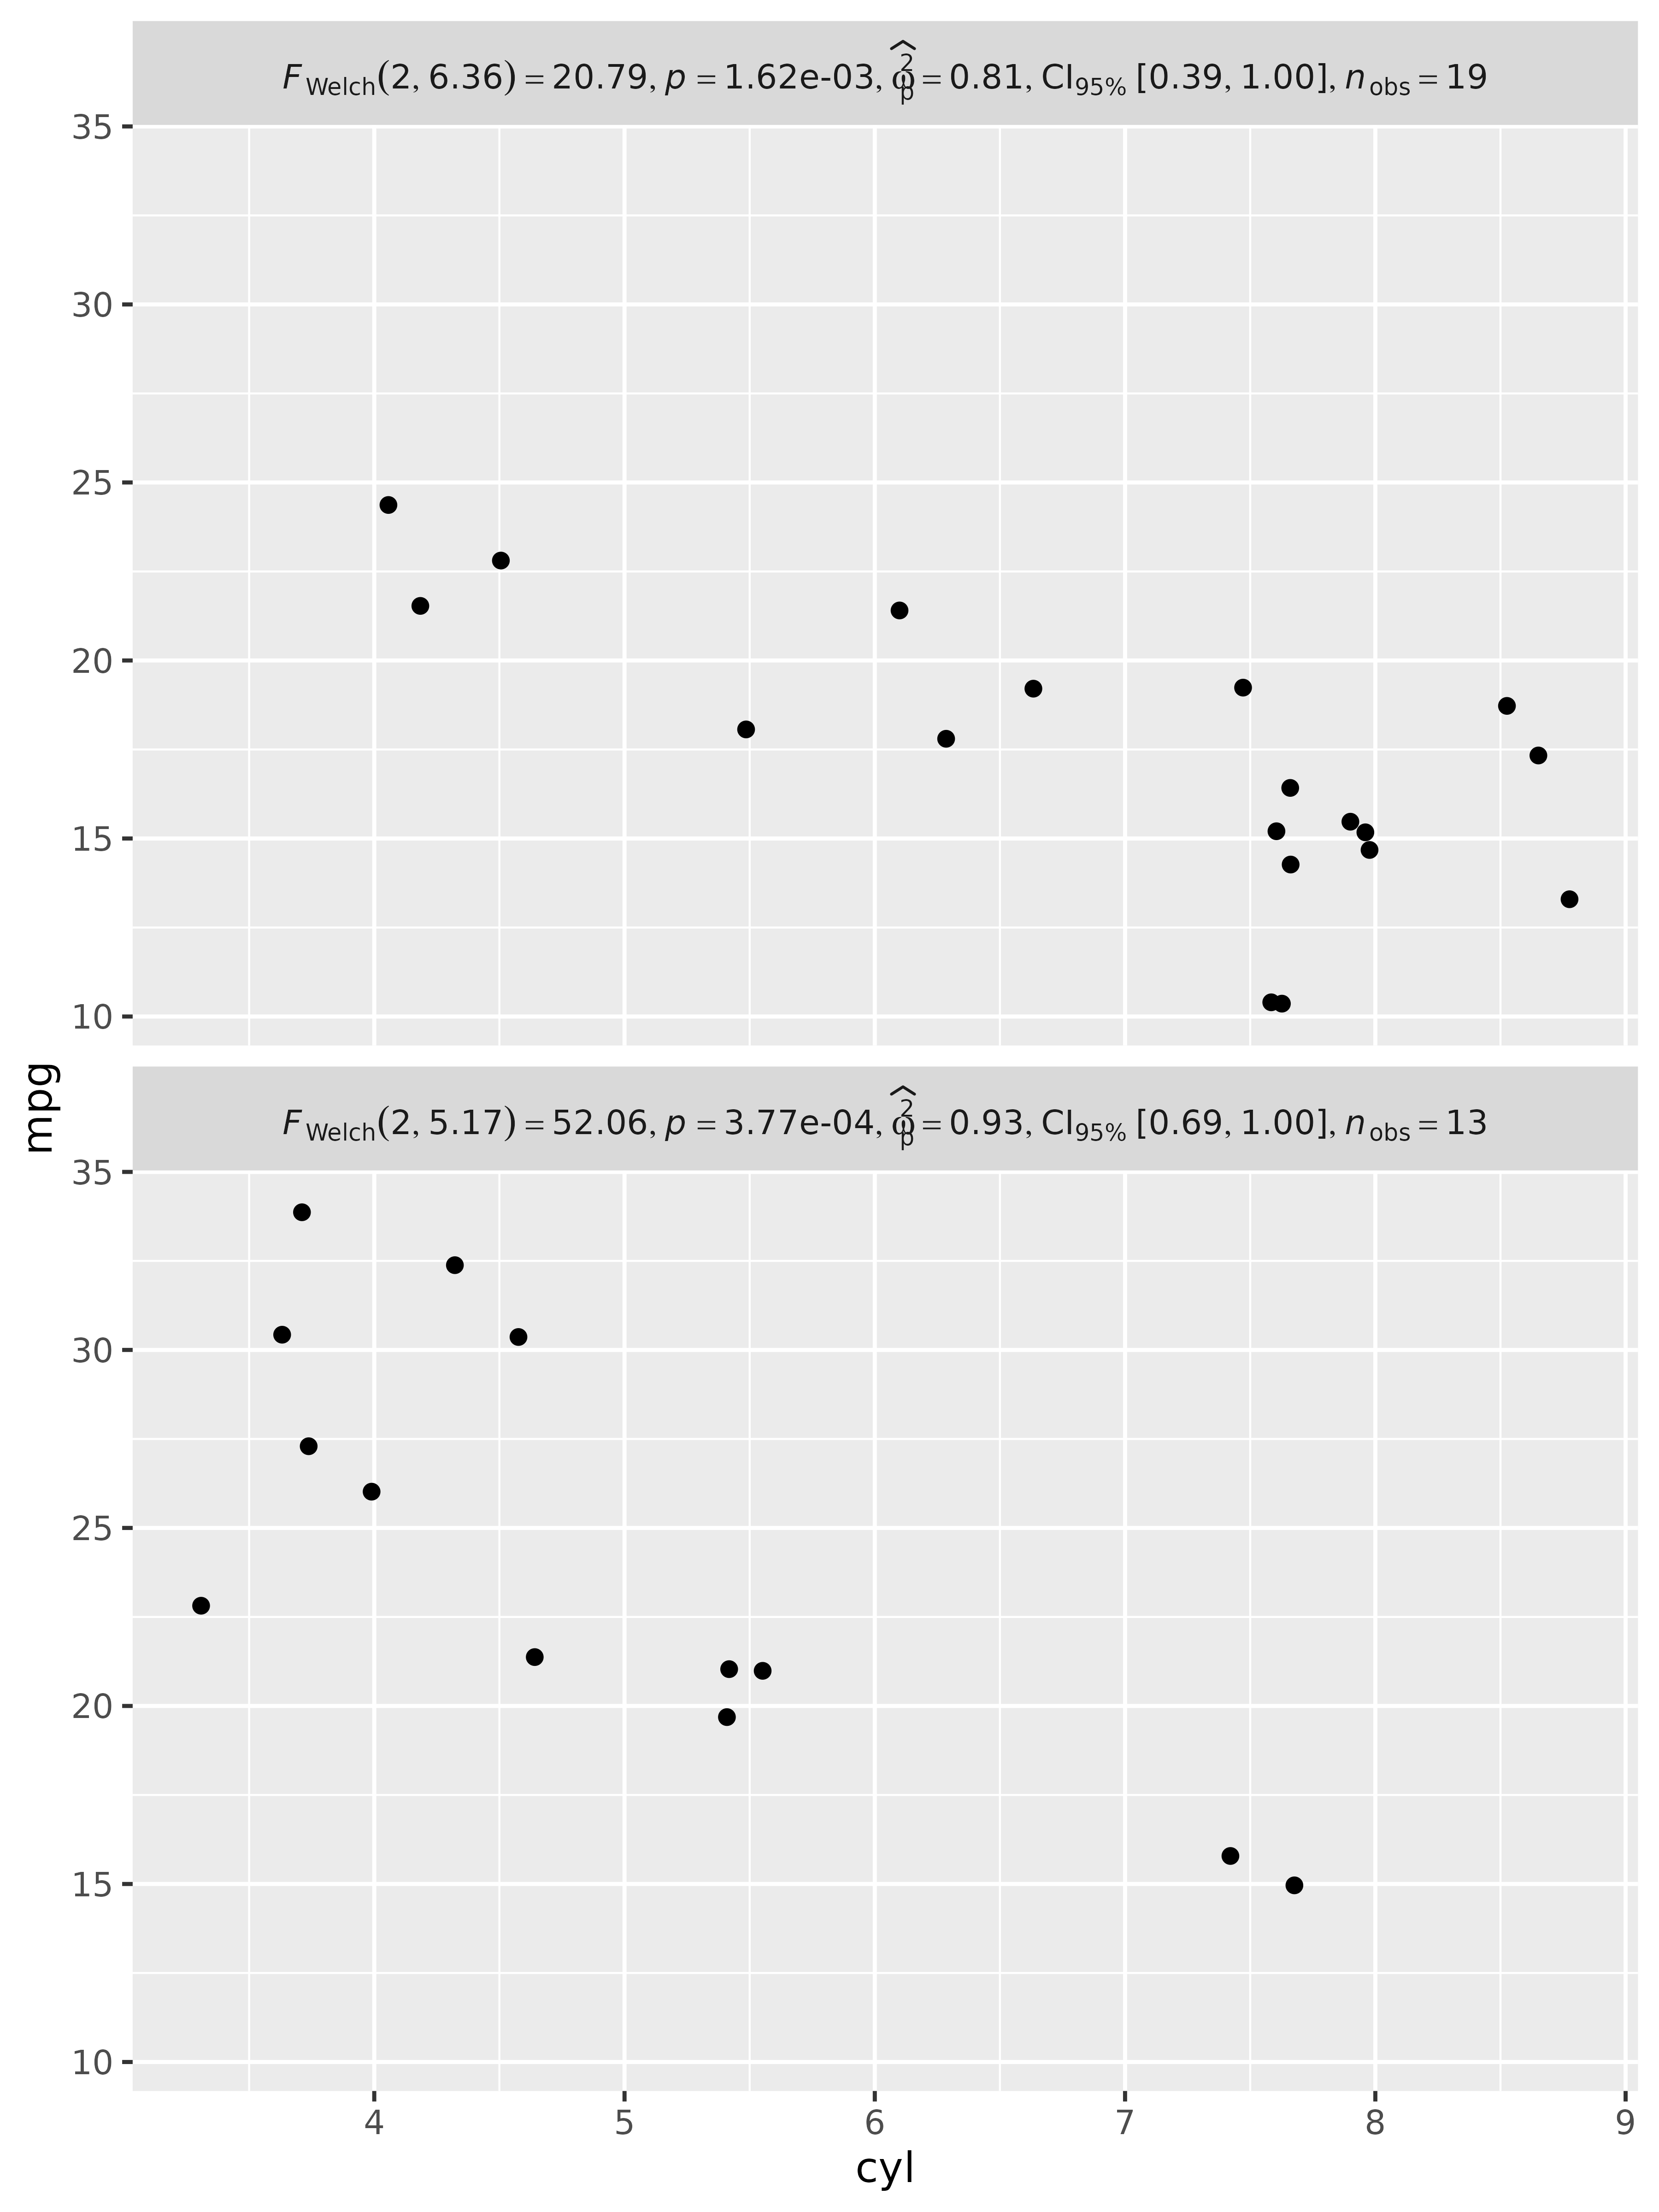 F Welch(2, 6.36) = 20.79, p = 1.62e-03, ω̂²p = 0.81, CI95% [0.39, 1.00], nobs = 19
35
30
25
20
15
10
mpg
F Welch(2, 5.17) = 52.06, p = 3.77e-04, ω̂²p = 0.93, CI95% [0.69, 1.00], nobs = 13
35
30
25
20
15
10
4 5 6 7 8 9
cyl